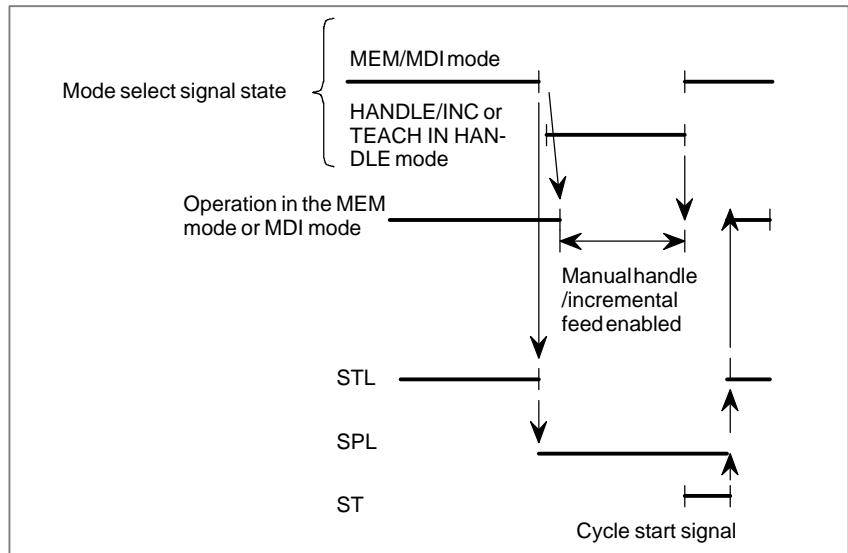 MEM/MDI mode
Mode select signal state
HANDLE/INC or
TEACH IN HAN-
DLE mode
Operation in the MEM
mode or MDI mode
Manual handle
/incremental
feed enabled
STL
SPL
ST
Cycle start signal